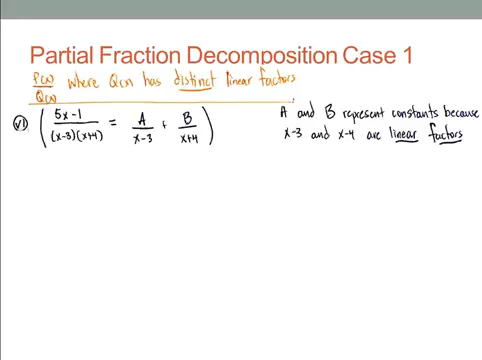 Partial Fraction Decomposition Case 1
P(x)/Q(x) where Q(x) has distinct linear factors
v1 ( 5x-1/(x-3)(x+4) = A/x-3 + B/x+4 )
A and B represent constants because
x-3 and x-4 are linear factors